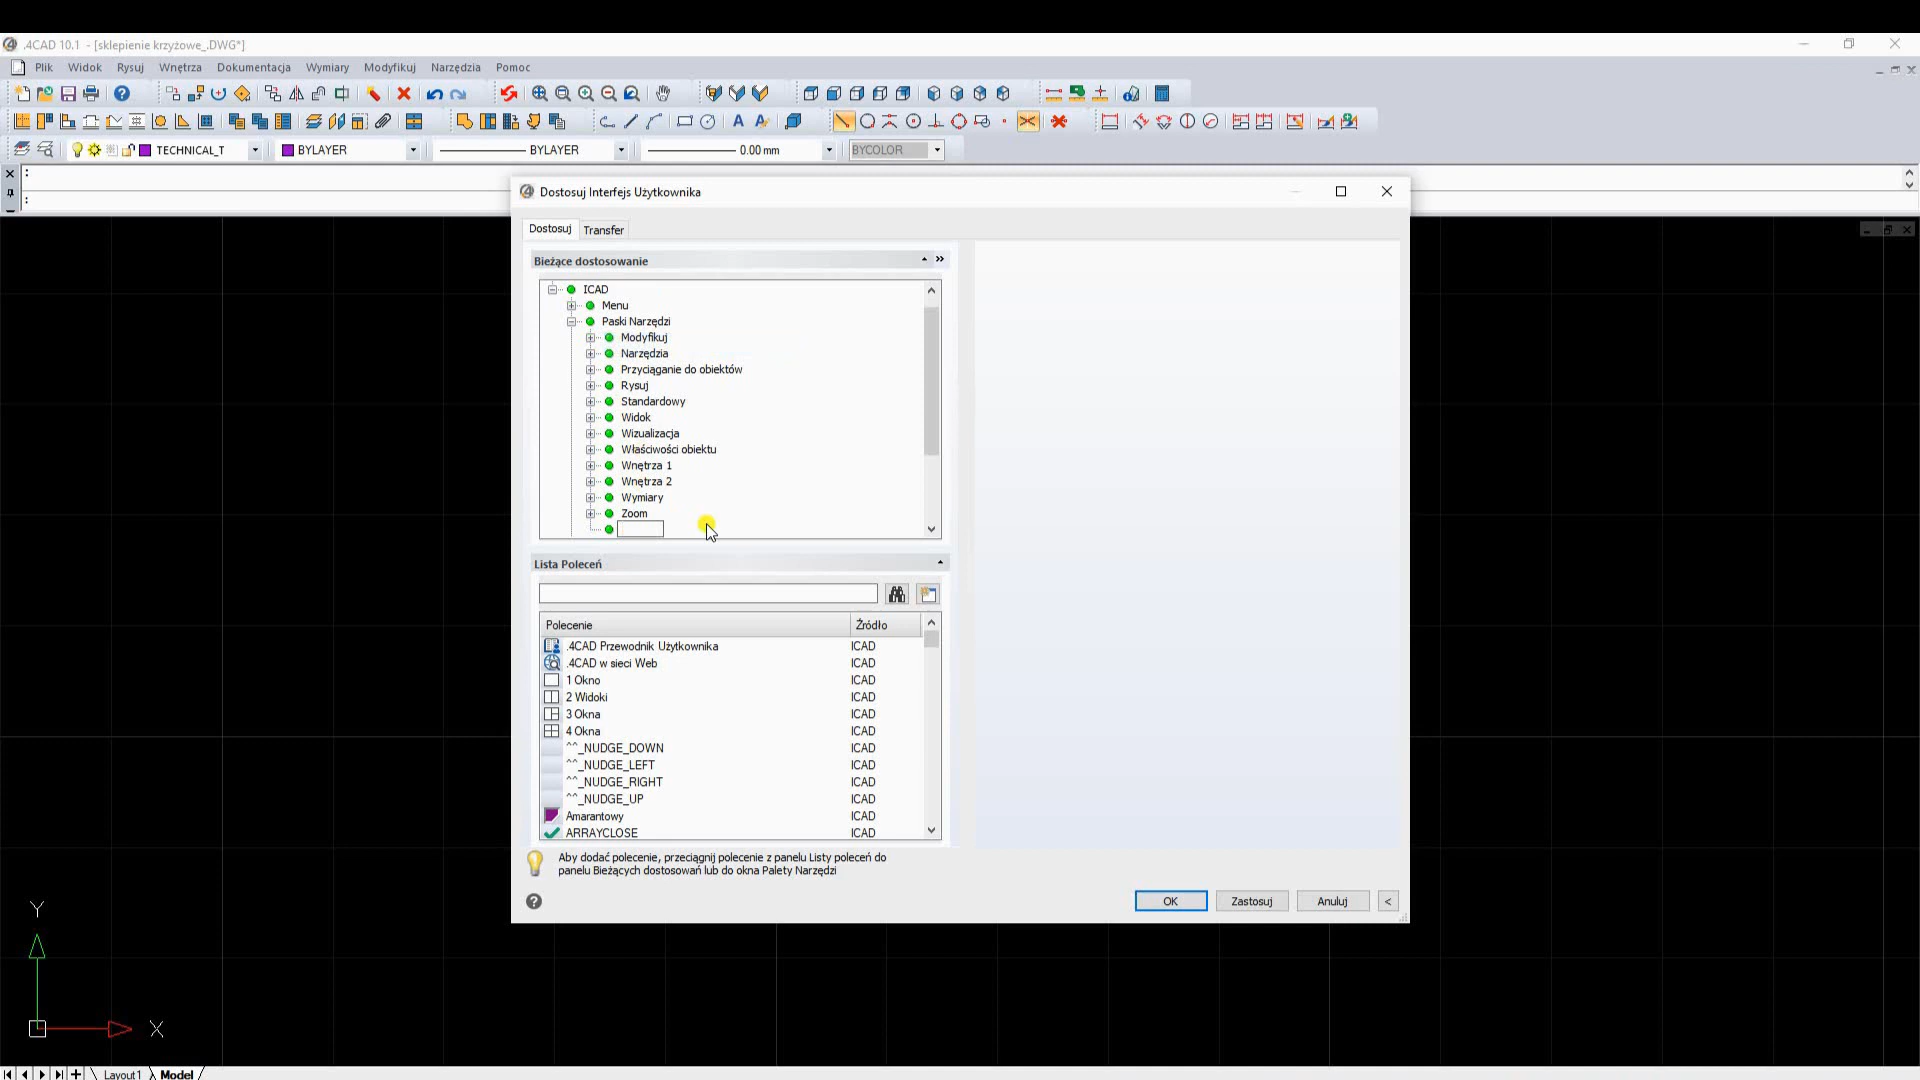 .4CAD 10.1 - [sklepienie krzyżowe_.DWG*]
Plik Widok Rysuj Wnętrza Dokumentacja Wymiary Modyfikuj Narzędzia Pomoc
TECHNICAL_T BYLAYER BYLAYER 0.00 mm BYCOLOR
:
:
Dostosuj Interfejs Użytkownika
Dostosuj Transfer
Bieżące dostosowanie
ICAD
Menu
Paski Narzędzi
Modyfikuj
Narzędzia
Przyciąganie do obiektów
Rysuj
Standardowy
Widok
Wizualizacja
Właściwości obiektu
Wnętrza 1
Wnętrza 2
Wymiary
Zoom
Lista Poleceń
Polecenie Źródło
.4CAD Przewodnik Użytkownika ICAD
.4CAD w sieci Web ICAD
1 Okno ICAD
2 Widoki ICAD
3 Okna ICAD
4 Okna ICAD
^^_NUDGE_DOWN ICAD
^^_NUDGE_LEFT ICAD
^^_NUDGE_RIGHT ICAD
^^_NUDGE_UP ICAD
Amarantowy ICAD
ARRAYCLOSE ICAD
Aby dodać polecenie, przeciągnij polecenie z panelu Listy poleceń do
panelu Bieżących dostosowań lub do okna Palety Narzędzi
OK Zastosuj Anuluj <
Y
X
Layout1 Model